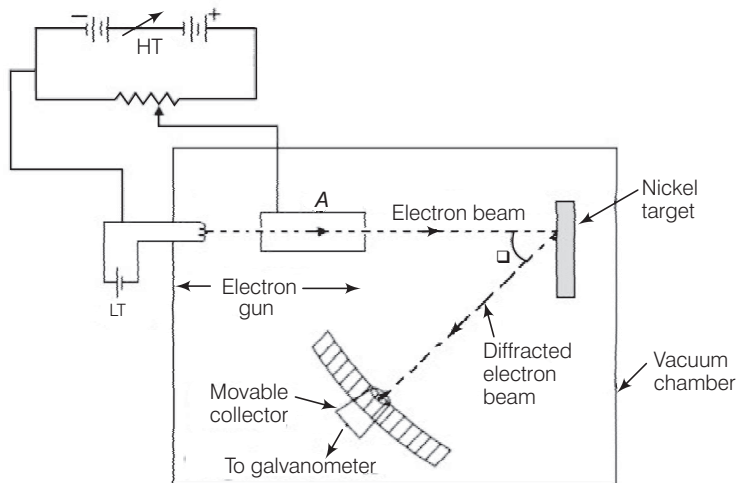 − +
HT
A
Nickel
target
Electron beam
LT
Electron
gun
Diffracted
electron
beam
Vacuum
chamber
Movable
collector
To galvanometer